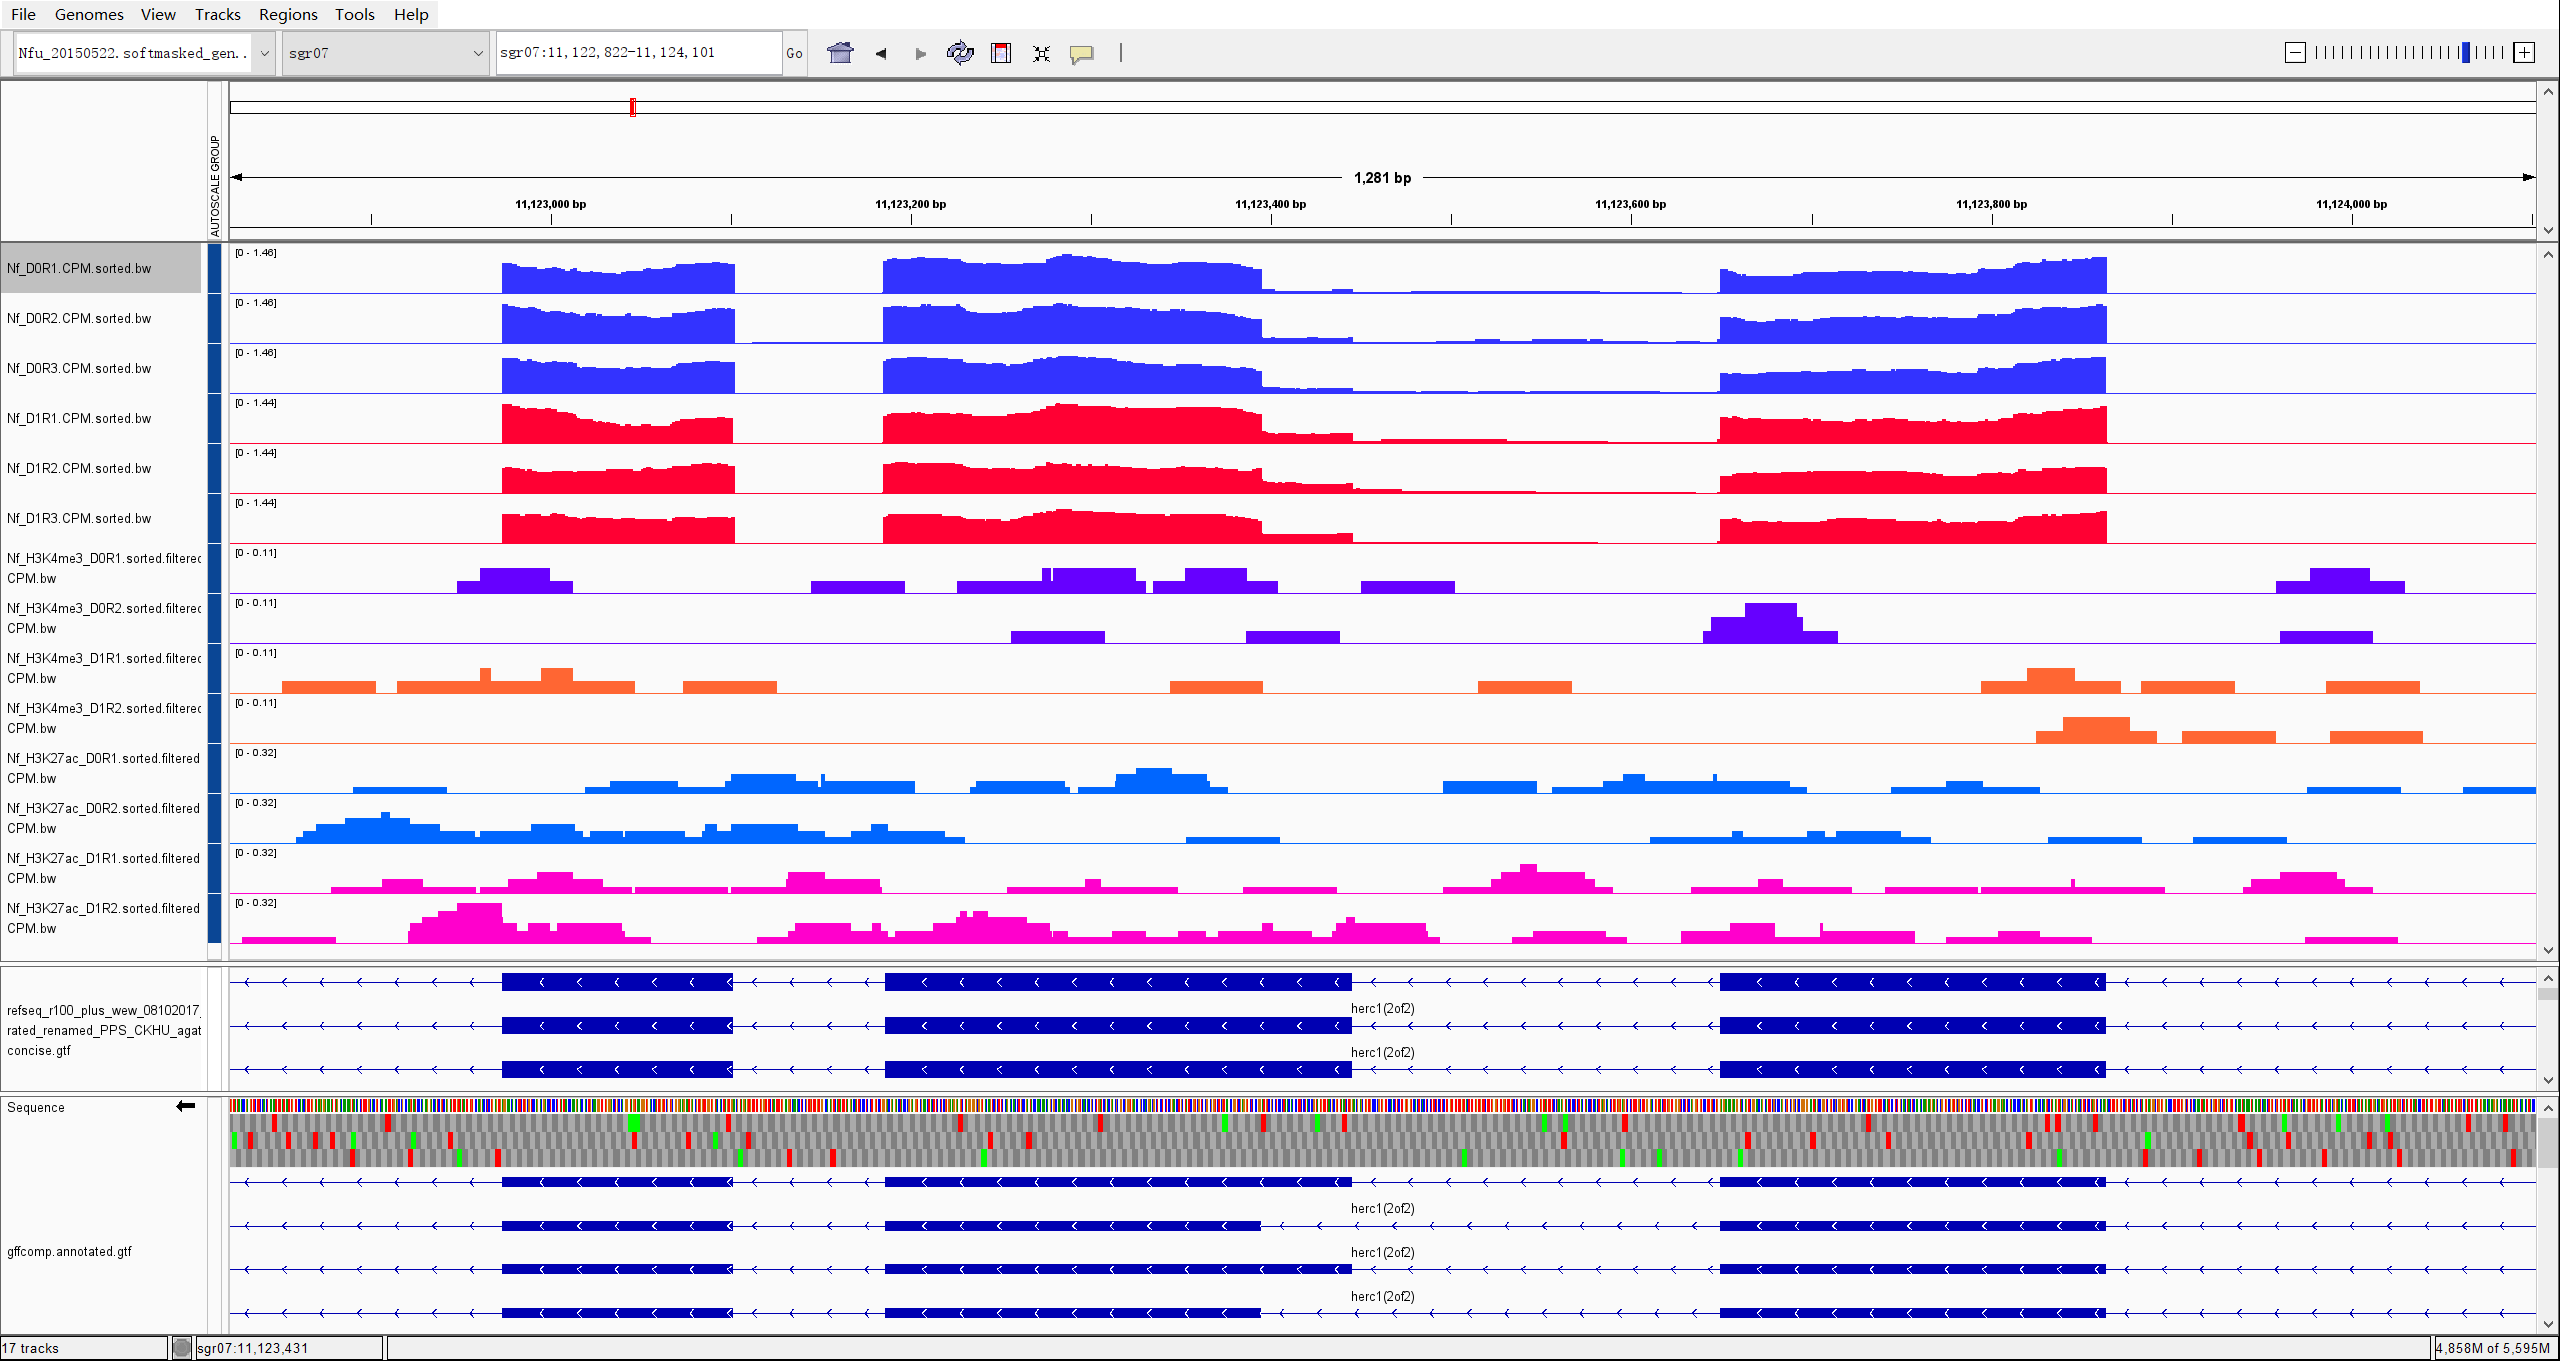 File Genomes View Tracks Regions Tools Help
Nfu_20150522.softmasked_gen.. sgr07 sgr07:11,122,822-11,124,101 Go
AUTOSCALE GROUP
1,281 bp
11,123,000 bp 11,123,200 bp 11,123,400 bp 11,123,600 bp 11,123,800 bp 11,124,000 bp
[0 - 1.46]
Nf_D0R1.CPM.sorted.bw
[0 - 1.46]
Nf_D0R2.CPM.sorted.bw
[0 - 1.46]
Nf_D0R3.CPM.sorted.bw
[0 - 1.44]
Nf_D1R1.CPM.sorted.bw
[0 - 1.44]
Nf_D1R2.CPM.sorted.bw
[0 - 1.44]
Nf_D1R3.CPM.sorted.bw
[0 - 0.11]
Nf_H3K4me3_D0R1.sorted.filtered
CPM.bw
[0 - 0.11]
Nf_H3K4me3_D0R2.sorted.filtered
CPM.bw
[0 - 0.11]
Nf_H3K4me3_D1R1.sorted.filtered
CPM.bw
[0 - 0.11]
Nf_H3K4me3_D1R2.sorted.filtered
CPM.bw
[0 - 0.32]
Nf_H3K27ac_D0R1.sorted.filtered
CPM.bw
[0 - 0.32]
Nf_H3K27ac_D0R2.sorted.filtered
CPM.bw
[0 - 0.32]
Nf_H3K27ac_D1R1.sorted.filtered
CPM.bw
[0 - 0.32]
Nf_H3K27ac_D1R2.sorted.filtered
CPM.bw
refseq_r100_plus_wew_08102017_
rated_renamed_PPS_CKHU_agat
concise.gtf
herc1(2of2)
herc1(2of2)
Sequence
herc1(2of2)
gffcomp.annotated.gtf
herc1(2of2)
herc1(2of2)
17 tracks sgr07:11,123,431 4,858M of 5,595M